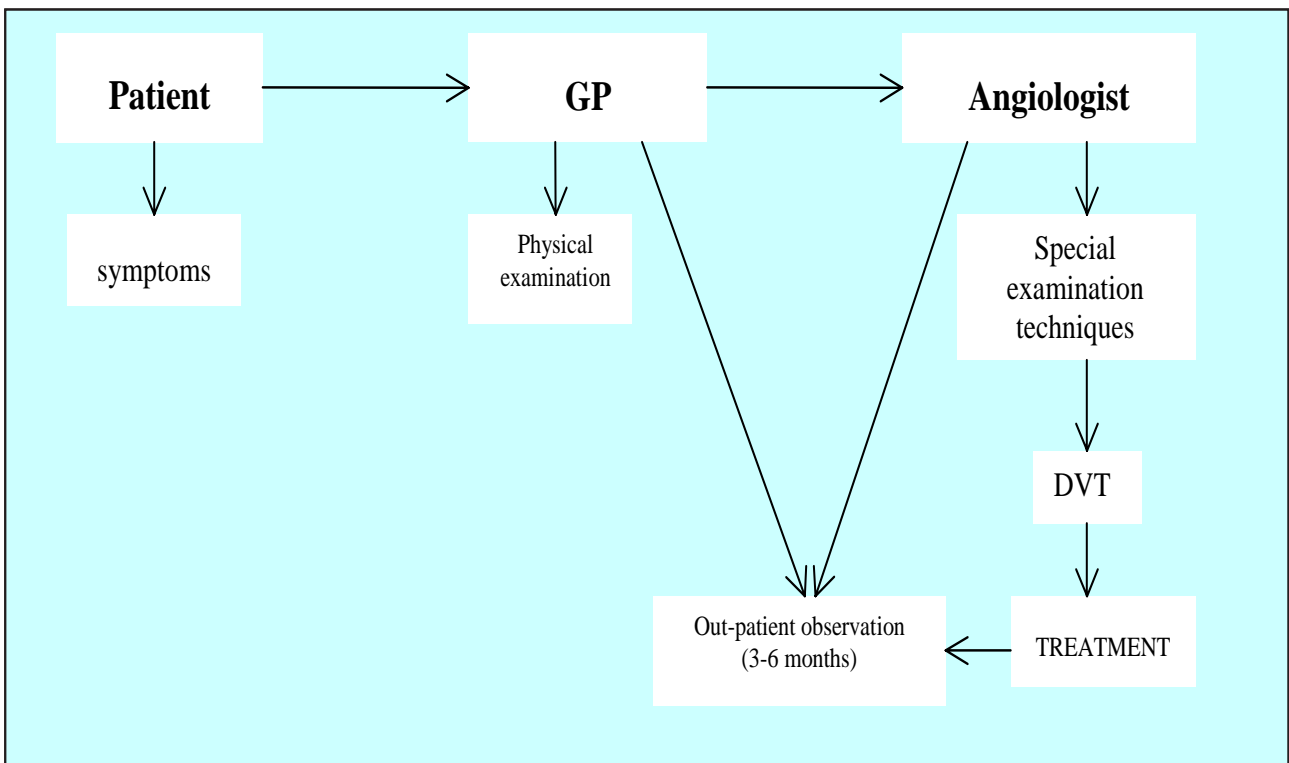 Patient
GP
Angiologist
symptoms
Physical
examination
Special
examination
techniques
DVT
Out-patient observation
(3-6 months)
TREATMENT